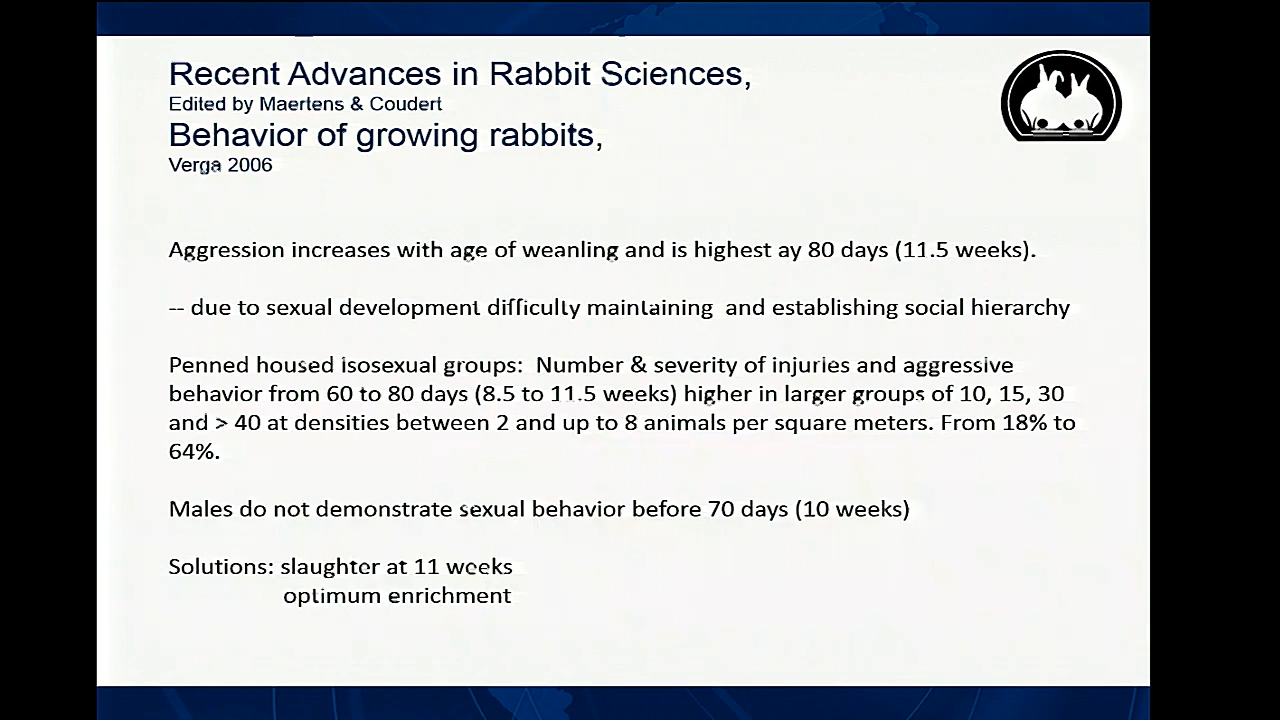 Recent Advances in Rabbit Sciences,
Edited by Maertens & Coudert
Behavior of growing rabbits,
Verga 2006
Aggression increases with age of weanling and is highest ay 80 days (11.5 weeks).
-- due to sexual development difficulty maintaining  and establishing social hierarchy
Penned housed isosexual groups:  Number & severity of injuries and aggressive
behavior from 60 to 80 days (8.5 to 11.5 weeks) higher in larger groups of 10, 15, 30
and > 40 at densities between 2 and up to 8 animals per square meters. From 18% to
64%.
Males do not demonstrate sexual behavior before 70 days (10 weeks)
Solutions: slaughter at 11 weeks
optimum enrichment